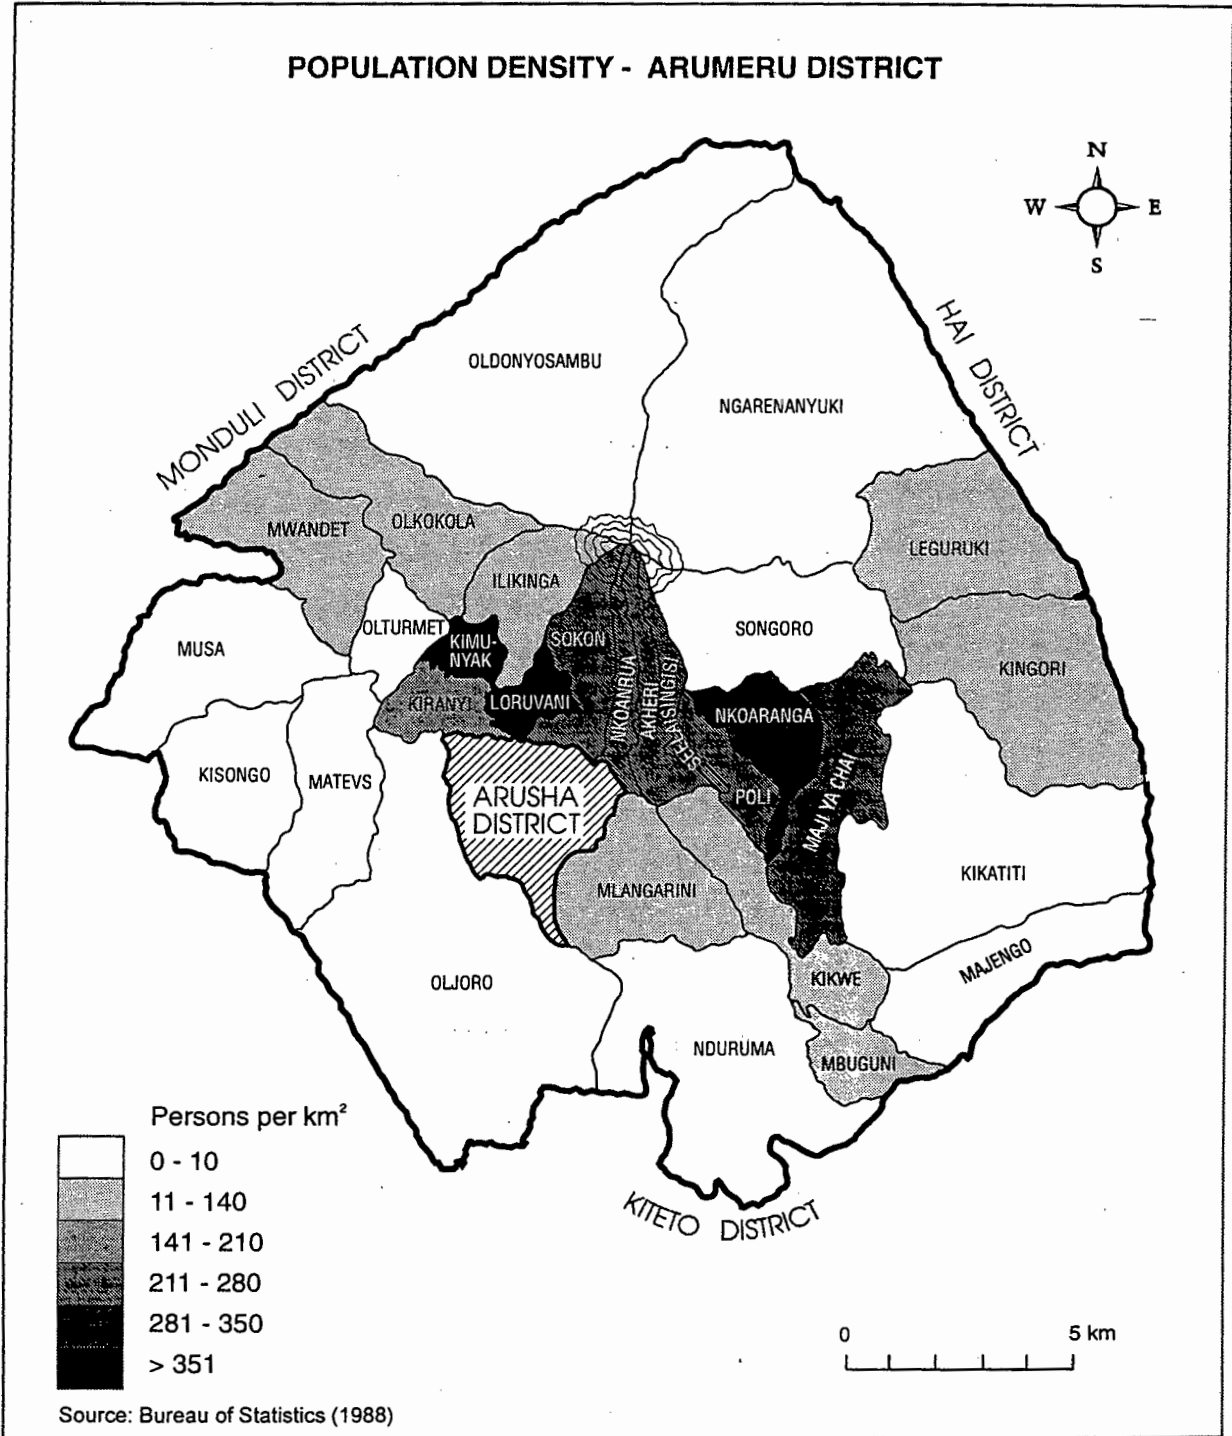 POPULATION DENSITY - ARUMERU DISTRICT
N
W E
S
MONDULI DISTRICT
HAI DISTRICT
OLDONYOSAMBU
NGARENANYUKI
MWANDET
OLKOKOLA
LEGURUKI
ILIKINGA
OLTURMET
KIMU-
NYAK
SOKON
SONGORO
MUSA
KINGORI
NKOANRUA
AKHERI
SELAISINGISI
KIRANYI
LORUVANI
NKOARANGA
KISONGO
MATEVS
ARUSHA
DISTRICT
POLI
MAJI YA CHAI
MLANGARINI
KIKATITI
OLJORO
KIKWE
MAJENGO
NDURUMA
MBUGUNI
KITETO DISTRICT
Persons per km²
0 - 10
11 - 140
141 - 210
211 - 280
281 - 350
> 351
0 5 km
Source: Bureau of Statistics (1988)